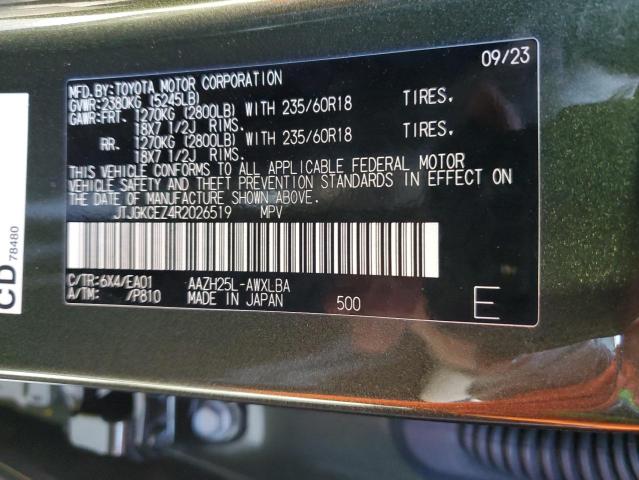 09/23
MFD.BY:TOYOTA MOTOR CORPORATION
GVWR:2380KG (5245LB)
GAWR:FRT. 1270KG (2800LB) WITH 235/60R18 TIRES,
18X7 1/2J RIMS.
RR. 1270KG (2800LB) WITH 235/60R18 TIRES,
18X7 1/2J RIMS.
THIS VEHICLE CONFORMS TO ALL APPLICABLE FEDERAL MOTOR
VEHICLE SAFETY AND THEFT PREVENTION STANDARDS IN EFFECT ON
THE DATE OF MANUFACTURE SHOWN ABOVE.
JTJGKCEZ4R2026519 MPV
C/TR:6X4/EA01 AAZH25L-AWXLBA
A/TM: /P810 MADE IN JAPAN 500
E
CD 78480